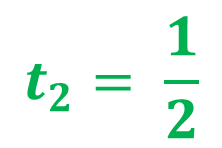 t₂ = 1/2